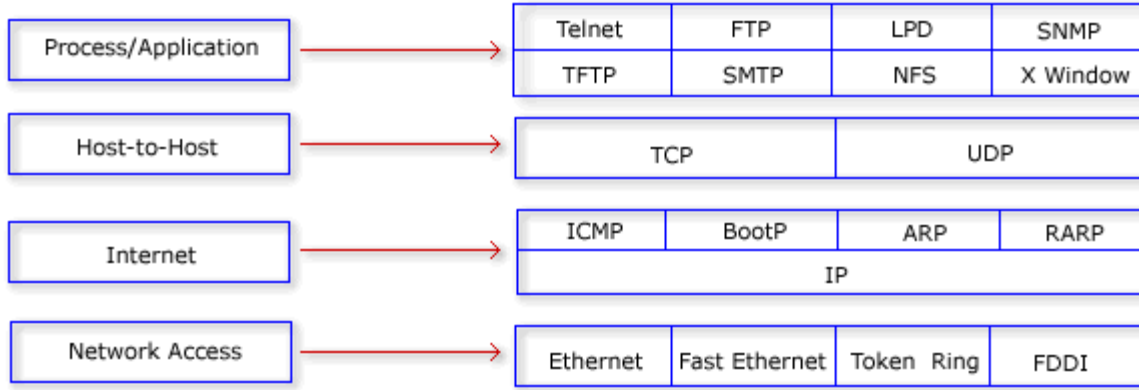 Process/Application
Telnet FTP LPD SNMP
TFTP SMTP NFS X Window
Host-to-Host
TCP UDP
Internet
ICMP BootP ARP RARP
IP
Network Access
Ethernet Fast Ethernet Token Ring FDDI